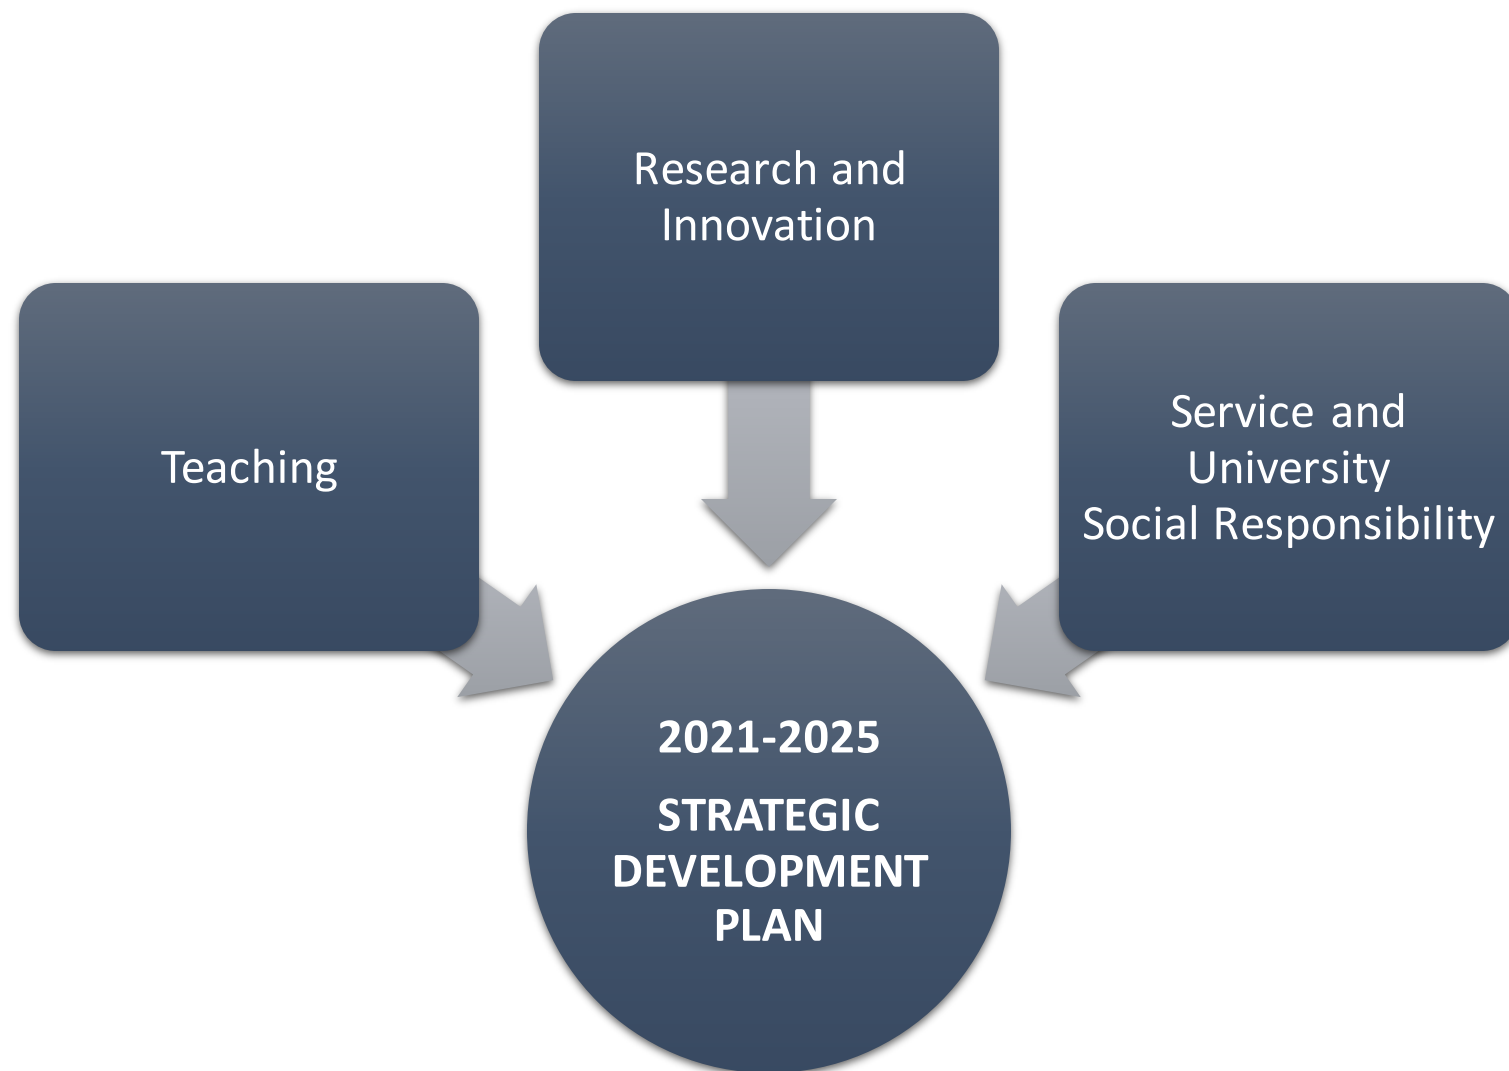 Research and
Innovation
Teaching
Service and
University
Social Responsibility
2021-2025
STRATEGIC
DEVELOPMENT
PLAN